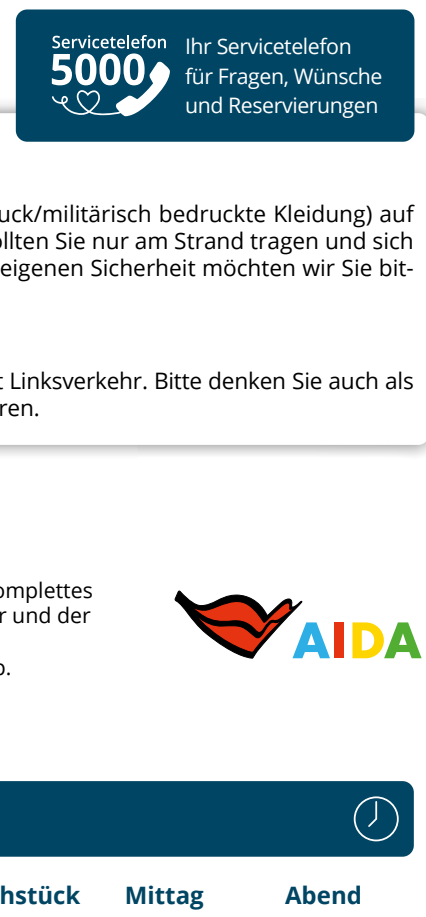 Servicetelefon
5000
Ihr Servicetelefon
für Fragen, Wünsche
und Reservierungen
uck/militärisch bedruckte Kleidung) auf
ollten Sie nur am Strand tragen und sich
eigenen Sicherheit möchten wir Sie bit-
t Linksverkehr. Bitte denken Sie auch als
ren.
omplettes
r und der
o.
AIDA
hstück Mittag Abend